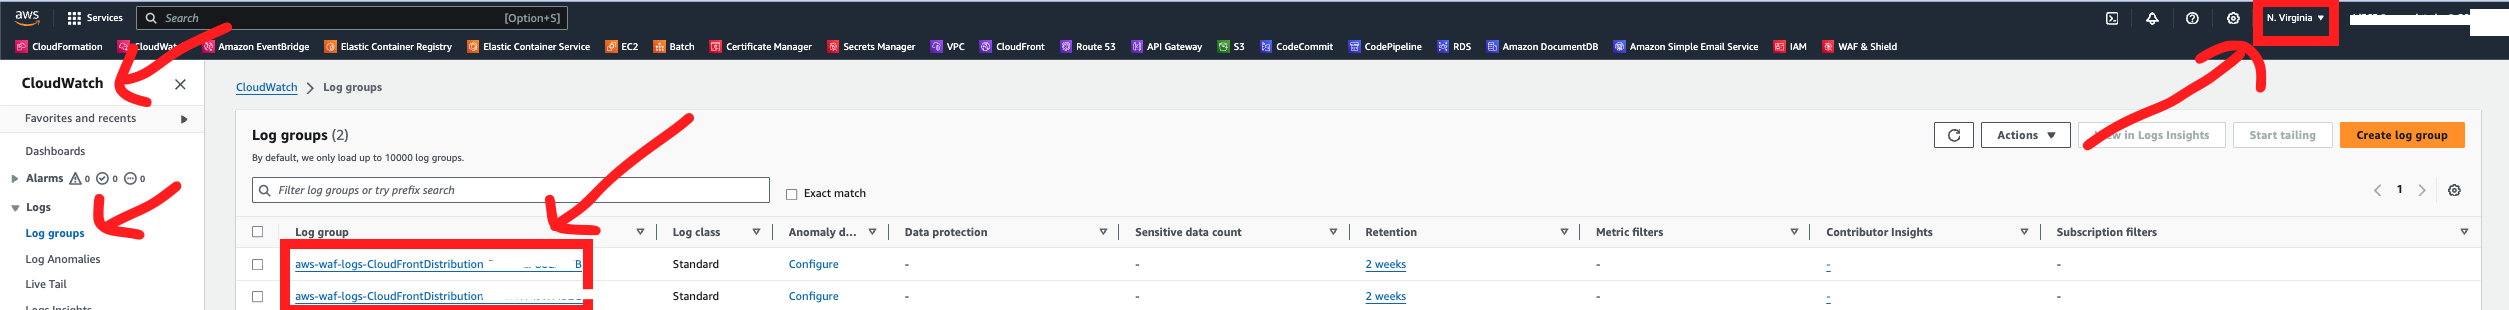 aws Services Search [Option+S] N. Virginia
CloudFormation CloudWatch Amazon EventBridge Elastic Container Registry Elastic Container Service EC2 Batch Certificate Manager Secrets Manager VPC CloudFront Route 53 API Gateway S3 CodeCommit CodePipeline RDS Amazon DocumentDB Amazon Simple Email Service IAM WAF & Shield
CloudWatch
Favorites and recents
Dashboards
Alarms 0 0 0
Logs
Log groups
Log Anomalies
Live Tail
Logs Insights
CloudWatch > Log groups
Log groups (2)
By default, we only load up to 10000 log groups.
Actions View in Logs Insights Start tailing Create log group
Filter log groups or try prefix search Exact match 1
Log group Log class Anomaly d... Data protection Sensitive data count Retention Metric filters Contributor Insights Subscription filters
aws-waf-logs-CloudFrontDistribution B Standard Configure - - 2 weeks - - -
aws-waf-logs-CloudFrontDistribution Standard Configure - - 2 weeks - - -